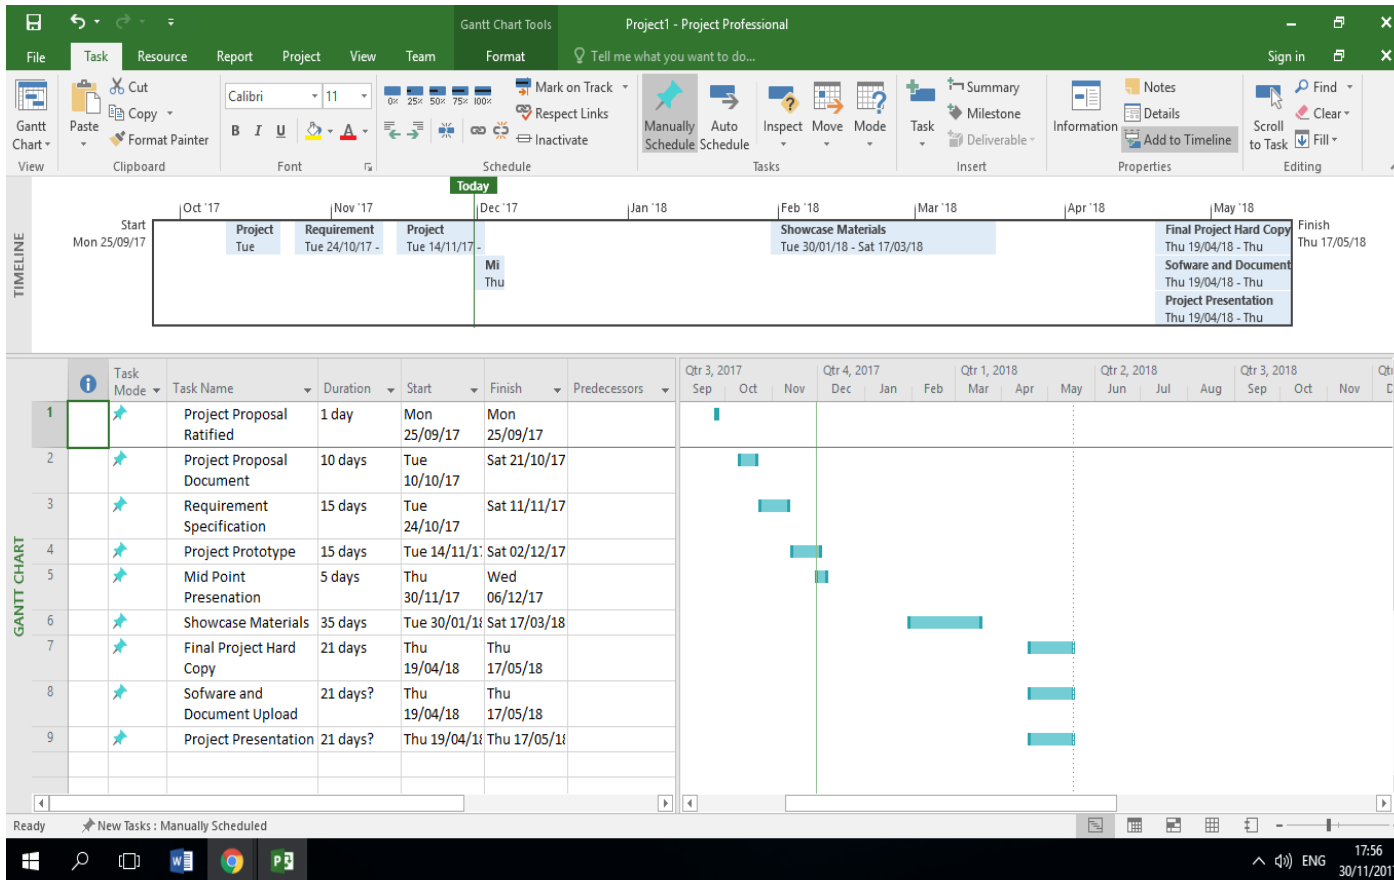 Gantt Chart Tools
Project1 - Project Professional
File
Task
Resource
Report
Project
View
Team
Format
Tell me what you want to do...
Sign in
Gantt
Chart
View
Paste
Cut
Copy
Format Painter
Clipboard
Calibri
11
B I U
A
Font
0% 25% 50% 75% 100%
Mark on Track
Respect Links
Inactivate
Schedule
Manually
Schedule
Auto
Schedule
Inspect
Move
Mode
Tasks
Task
Summary
Milestone
Deliverable
Insert
Information
Notes
Details
Add to Timeline
Properties
Scroll
to Task
Find
Clear
Fill
Editing
TIMELINE
Today
Oct '17
Nov '17
Dec '17
Jan '18
Feb '18
Mar '18
Apr '18
May '18
Start
Mon 25/09/17
Project
Tue
Requirement
Tue 24/10/17 -
Project
Tue 14/11/17 -
Mi
Thu
Showcase Materials
Tue 30/01/18 - Sat 17/03/18
Final Project Hard Copy
Thu 19/04/18 - Thu
Sofware and Document
Thu 19/04/18 - Thu
Project Presentation
Thu 19/04/18 - Thu
Finish
Thu 17/05/18
GANTT CHART
Task
Mode
Task Name
Duration
Start
Finish
Predecessors
Qtr 3, 2017
Qtr 4, 2017
Qtr 1, 2018
Qtr 2, 2018
Qtr 3, 2018
Qt
Sep Oct Nov Dec Jan Feb Mar Apr May Jun Jul Aug Sep Oct Nov
1 Project Proposal 1 day Mon Mon
Ratified 25/09/17 25/09/17
2 Project Proposal 10 days Tue Sat 21/10/17
Document 10/10/17
3 Requirement 15 days Tue Sat 11/11/17
Specification 24/10/17
4 Project Prototype 15 days Tue 14/11/1 Sat 02/12/17
5 Mid Point 5 days Thu Wed
Presenation 30/11/17 06/12/17
6 Showcase Materials 35 days Tue 30/01/18 Sat 17/03/18
7 Final Project Hard 21 days Thu Thu
Copy 19/04/18 17/05/18
8 Sofware and 21 days? Thu Thu
Document Upload 19/04/18 17/05/18
9 Project Presentation 21 days? Thu 19/04/18 Thu 17/05/18
Ready
New Tasks : Manually Scheduled
ENG
17:56
30/11/201